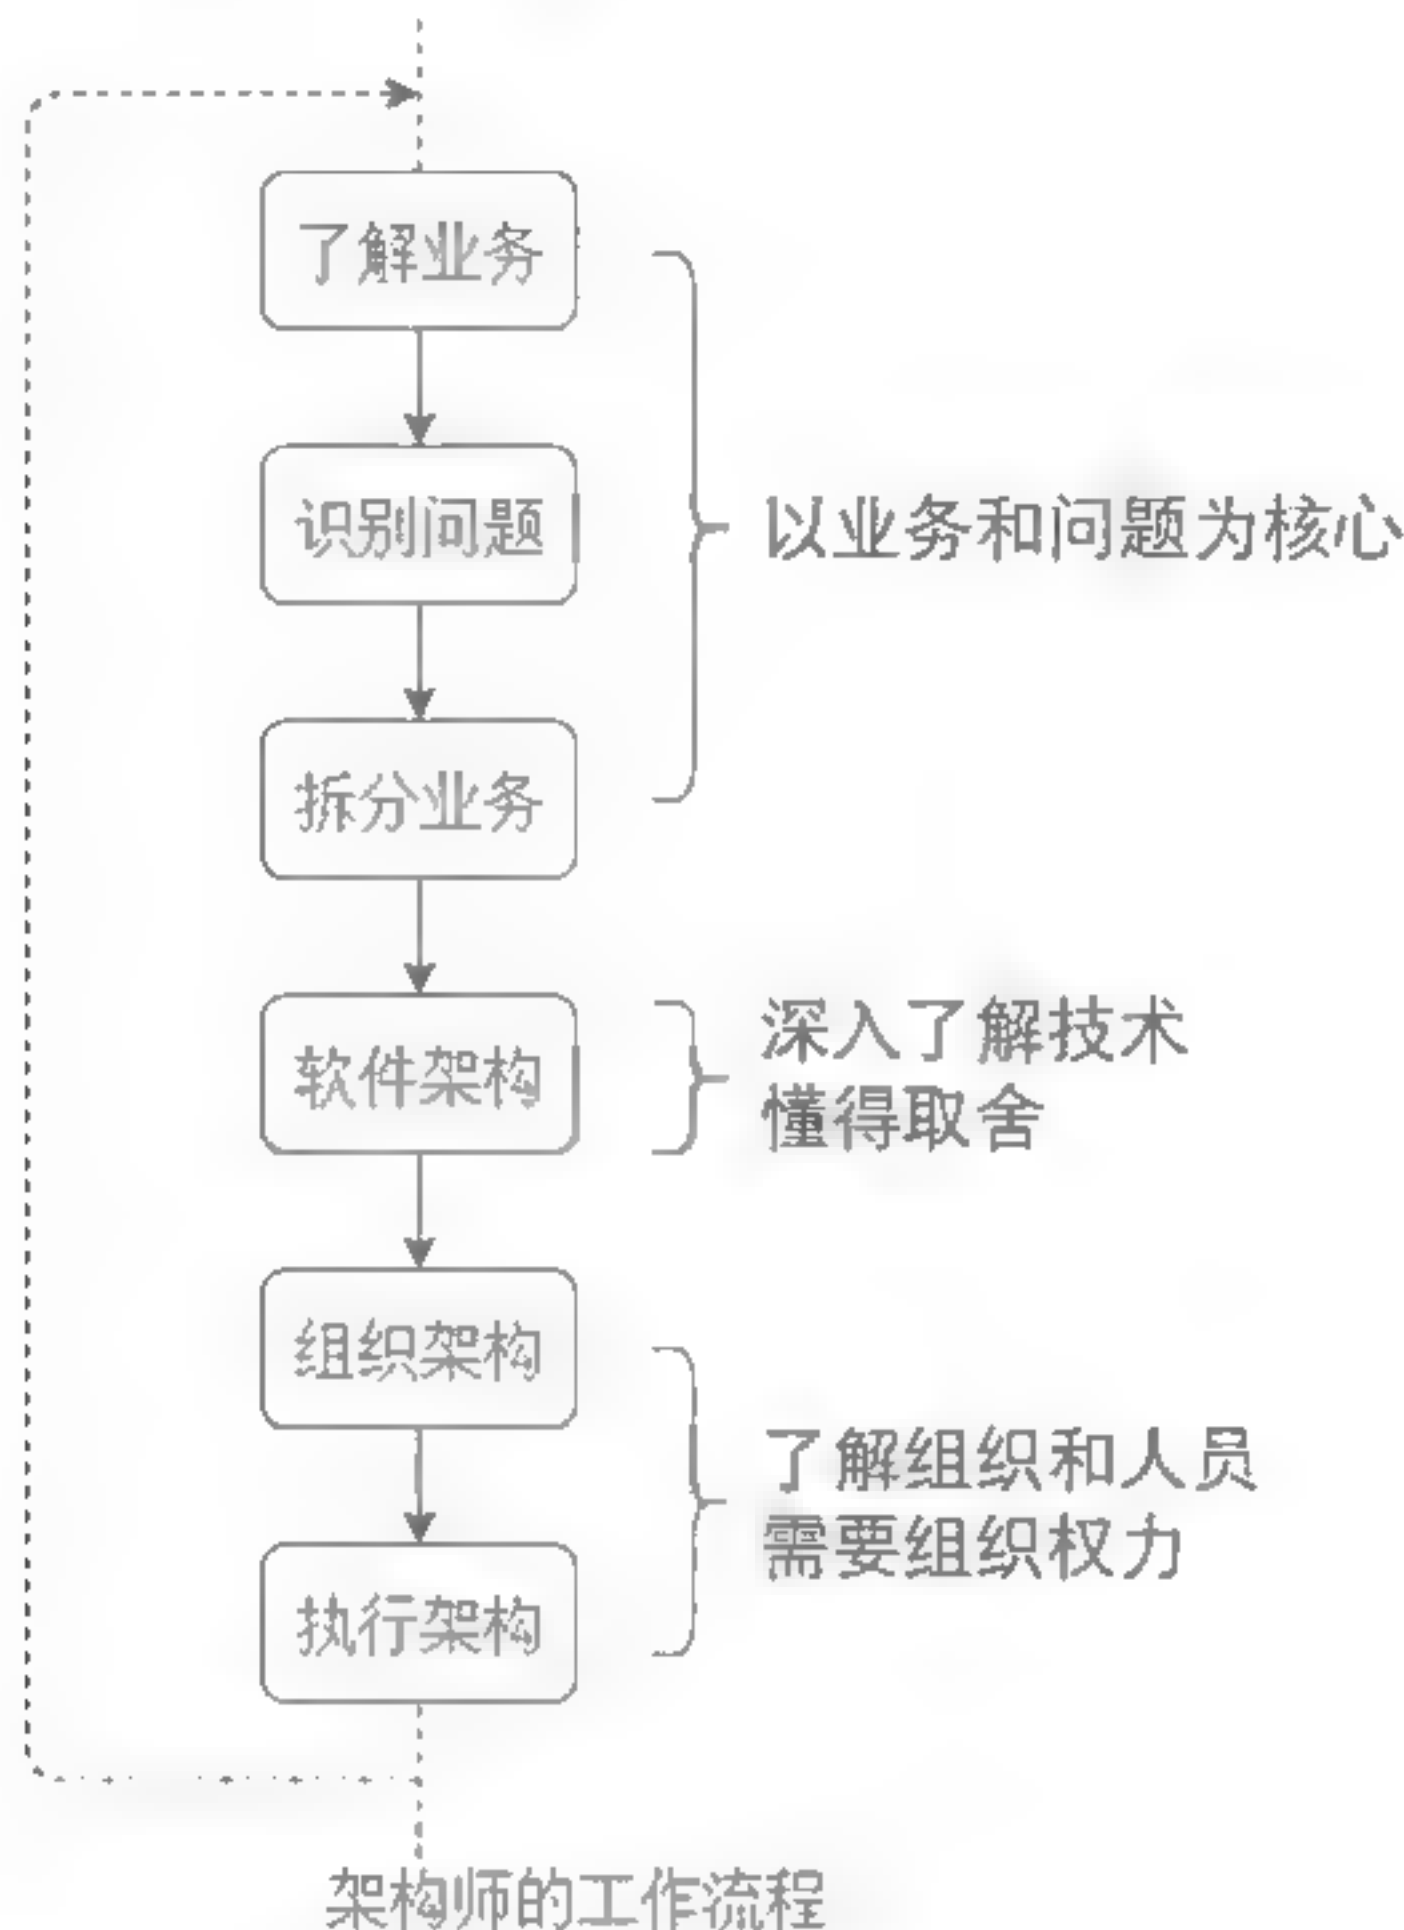 了解业务
识别问题
以业务和问题为核心
拆分业务
软件架构
深入了解技术
懂得取舍
组织架构
了解组织和人员
需要组织权力
执行架构
架构师的工作流程